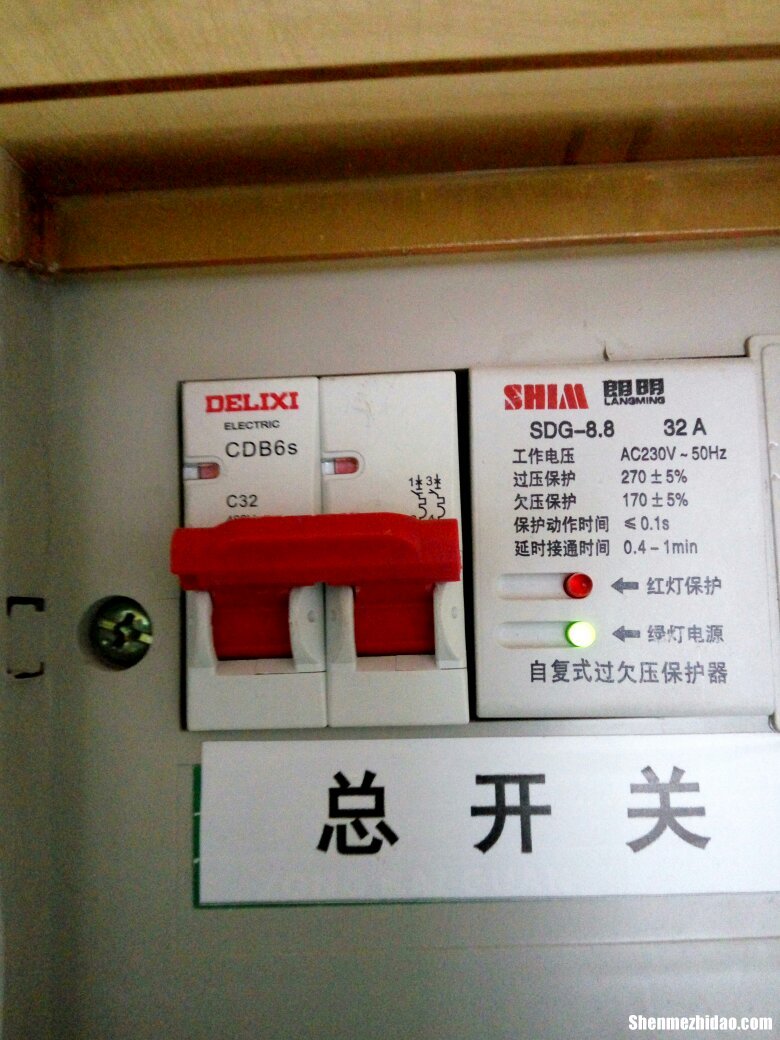 DELIXI
ELECTRIC
CDB6s
C32
1 3
SHIM 朗明
LANGMING
SDG-8.8 32A
工作电压 AC230V~50Hz
过压保护 270±5%
欠压保护 170±5%
保护动作时间 ≤0.1s
延时接通时间 0.4-1min
红灯保护
绿灯电源
自复式过欠压保护器
总开关
Shenmezhidao.com